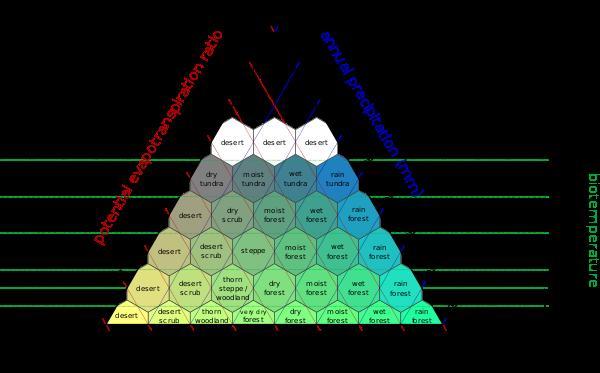 potential evapotranspiration ratio
annual precipitation (mm)
biotemperature
desert desert desert
dry tundra moist tundra wet tundra rain tundra
desert dry scrub moist forest wet forest rain forest
desert desert scrub steppe moist forest wet forest rain forest
desert desert scrub thorn steppe / woodland dry forest moist forest wet forest rain forest
desert desert scrub thorn woodland very dry forest dry forest moist forest wet forest rain forest